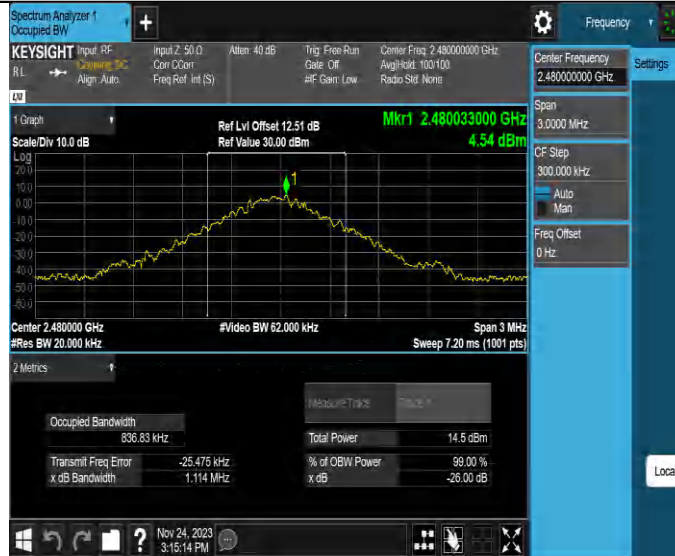 Spectrum Analyzer 1
Occupied BW
Frequency
KEYSIGHT
Input: RF
Input Z: 50 Ω
Atten: 40 dB
Trig: Free Run
Center Freq: 2.480000000 GHz
R L
Coupling: DC
Corr CCorr
Gate: Off
Avg|Hold: 100/100
Align: Auto
Freq Ref: Int (S)
#IF Gain: Low
Radio Std: None
LXI
Center Frequency
2.480000000 GHz
Settings
Span
3.0000 MHz
CF Step
300.000 kHz
Auto
Man
Freq Offset
0 Hz
1 Graph
Ref Lvl Offset 12.51 dB
Mkr1 2.480033000 GHz
Scale/Div 10.0 dB
Ref Value 30.00 dBm
4.54 dBm
Log
20.0
10.0
0.00
-10.0
-20.0
-30.0
-40.0
-50.0
-60.0
1
Center 2.480000 GHz
#Video BW 62.000 kHz
Span 3 MHz
#Res BW 20.000 kHz
Sweep 7.20 ms (1001 pts)
2 Metrics
Measure Trace
Trace 1
Occupied Bandwidth
836.83 kHz
Total Power
14.5 dBm
Transmit Freq Error
-25.475 kHz
% of OBW Power
99.00 %
x dB Bandwidth
1.114 MHz
x dB
-26.00 dB
Loca
?
Nov 24, 2023
3:15:14 PM